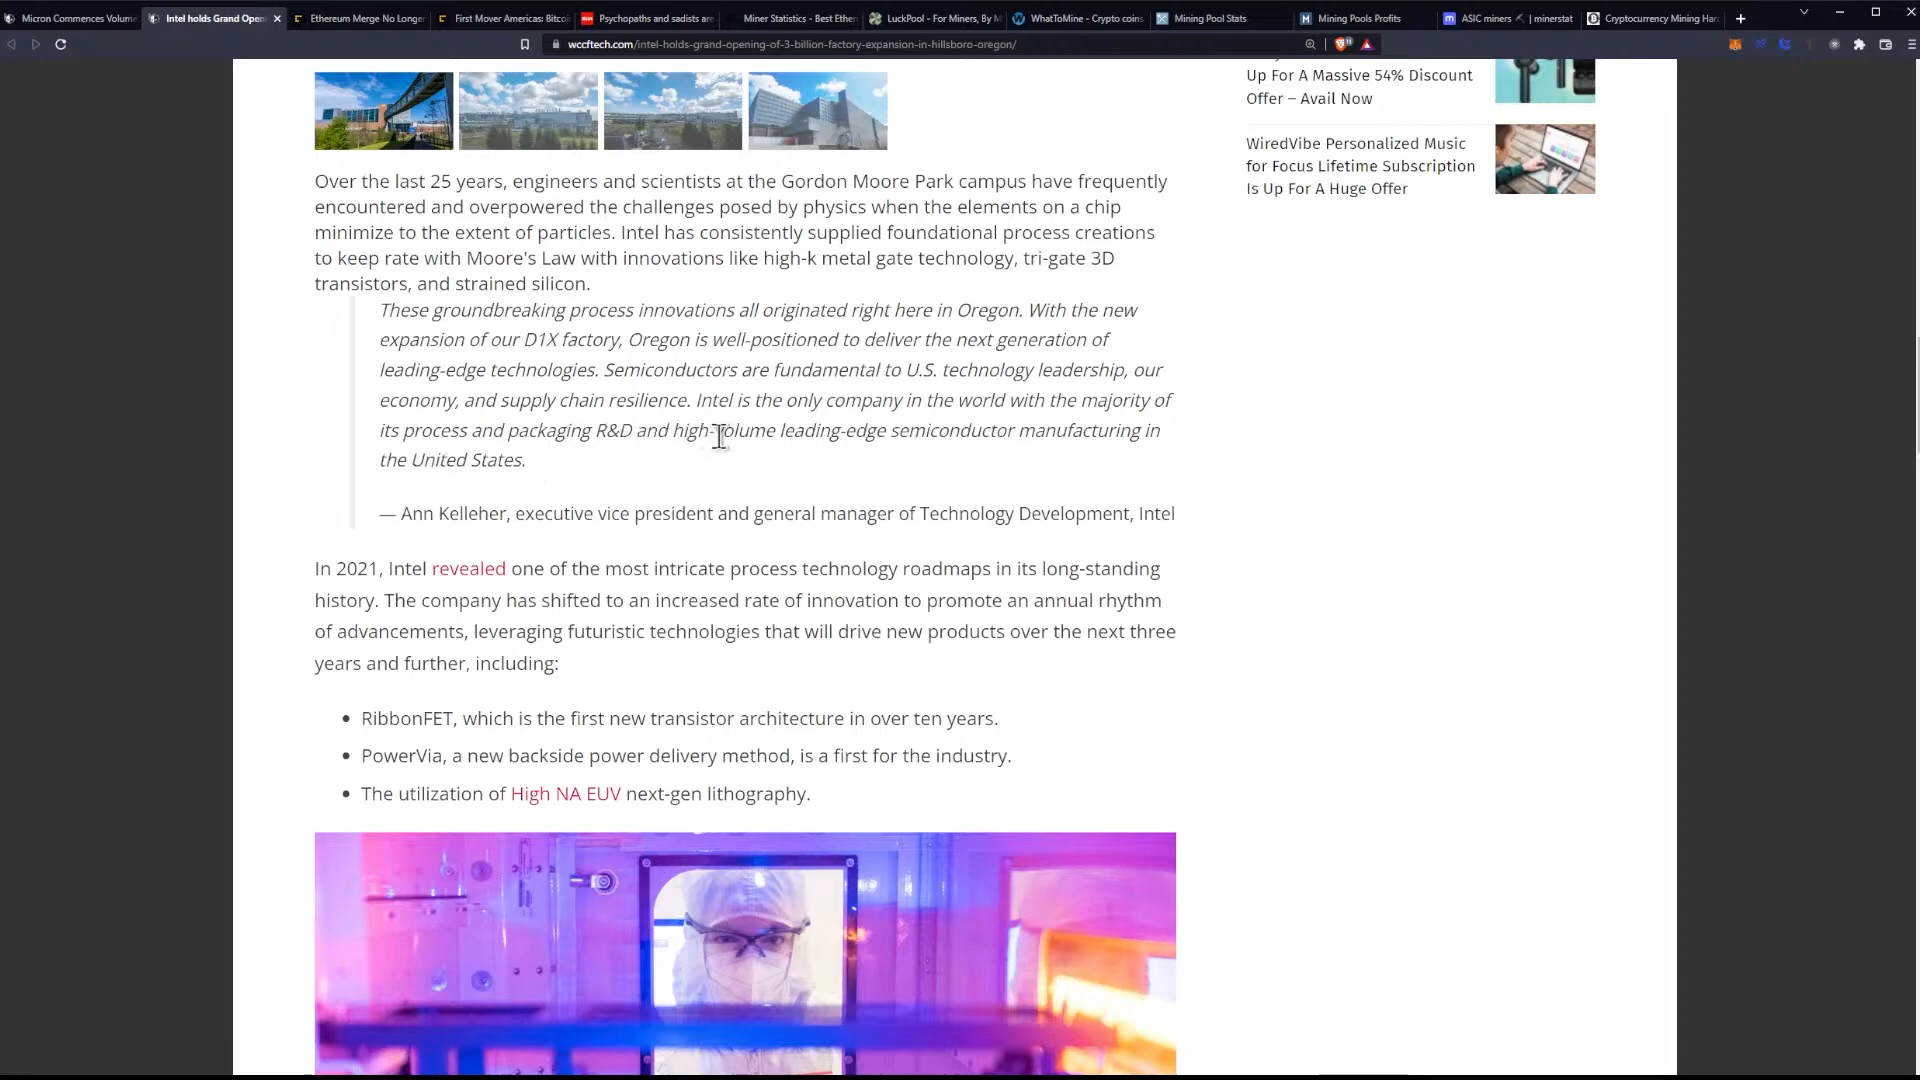 Micron Commences Volume
Intel holds Grand Open
Ethereum Merge No Longer
First Mover Americas: Bitcoi
Psychopaths and sadists are
Miner Statistics - Best Ether
LuckPool - For Miners, By M
WhatToMine - Crypto coins
Mining Pool Stats
Mining Pools Profits
ASIC miners ⛏ | minerstat
Cryptocurrency Mining Hard
wccftech.com/intel-holds-grand-opening-of-3-billion-factory-expansion-in-hillsboro-oregon/
Up For A Massive 54% Discount
Offer – Avail Now
WiredVibe Personalized Music
for Focus Lifetime Subscription
Is Up For A Huge Offer
Over the last 25 years, engineers and scientists at the Gordon Moore Park campus have frequently
encountered and overpowered the challenges posed by physics when the elements on a chip
minimize to the extent of particles. Intel has consistently supplied foundational process creations
to keep rate with Moore's Law with innovations like high-k metal gate technology, tri-gate 3D
transistors, and strained silicon.
These groundbreaking process innovations all originated right here in Oregon. With the new
expansion of our D1X factory, Oregon is well-positioned to deliver the next generation of
leading-edge technologies. Semiconductors are fundamental to U.S. technology leadership, our
economy, and supply chain resilience. Intel is the only company in the world with the majority of
its process and packaging R&D and high-volume leading-edge semiconductor manufacturing in
the United States.
— Ann Kelleher, executive vice president and general manager of Technology Development, Intel
In 2021, Intel revealed one of the most intricate process technology roadmaps in its long-standing
history. The company has shifted to an increased rate of innovation to promote an annual rhythm
of advancements, leveraging futuristic technologies that will drive new products over the next three
years and further, including:
• RibbonFET, which is the first new transistor architecture in over ten years.
• PowerVia, a new backside power delivery method, is a first for the industry.
• The utilization of High NA EUV next-gen lithography.